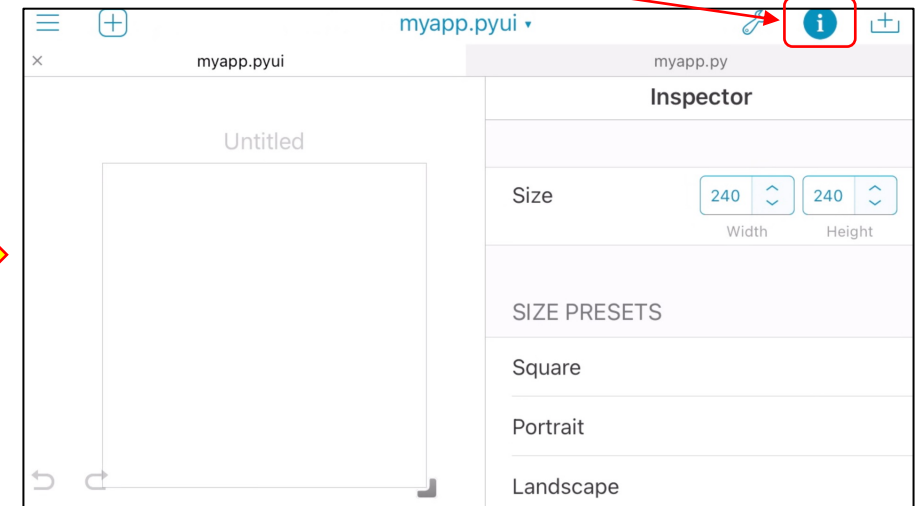 myapp.pyui ▾
i
× myapp.pyui myapp.py
Inspector
Untitled
Size 240 240
Width Height
SIZE PRESETS
Square
Portrait
Landscape